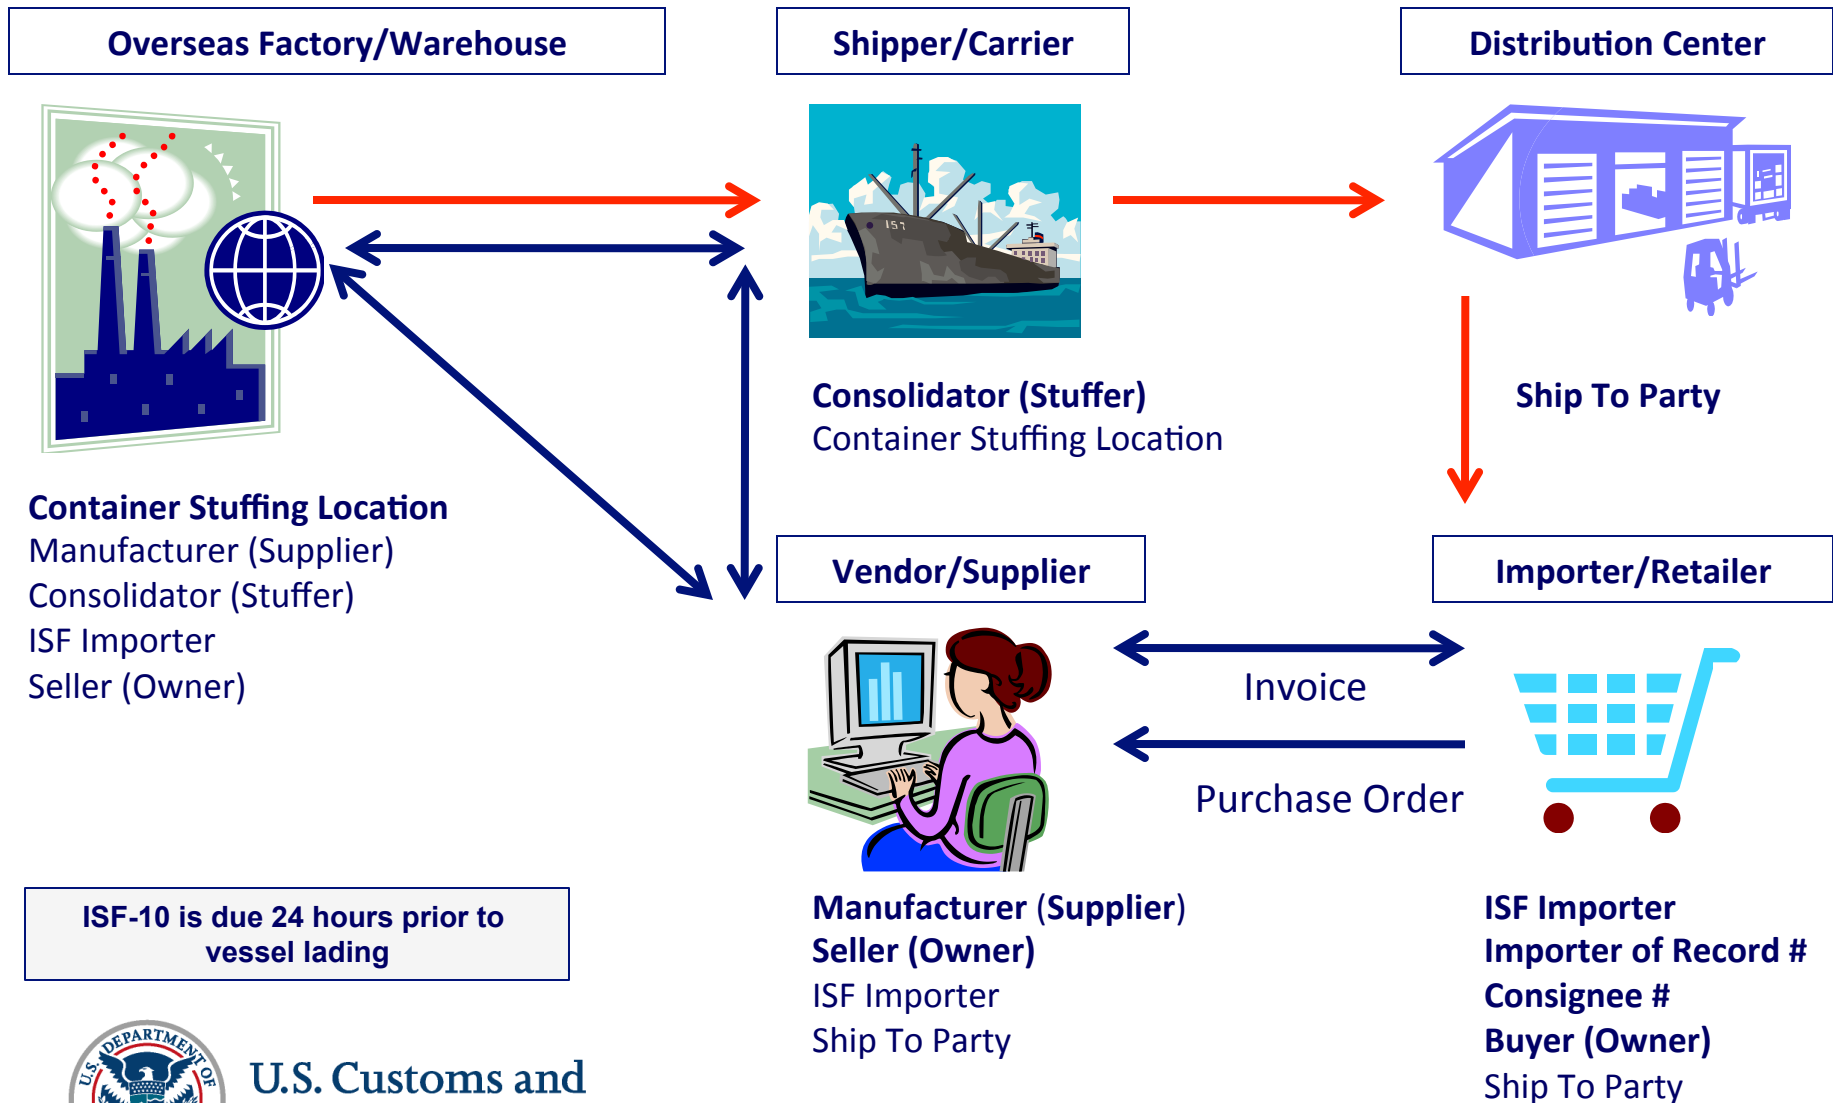 Overseas Factory/Warehouse
Shipper/Carrier
Distribution Center
157
Consolidator (Stuffer)
Container Stuffing Location
Ship To Party
Container Stuffing Location
Manufacturer (Supplier)
Consolidator (Stuffer)
ISF Importer
Seller (Owner)
Vendor/Supplier
Importer/Retailer
Invoice
Purchase Order
Manufacturer (Supplier)
Seller (Owner)
ISF Importer
Ship To Party
ISF Importer
Importer of Record #
Consignee #
Buyer (Owner)
Ship To Party
ISF-10 is due 24 hours prior to
vessel lading
U.S. DEPARTMENT OF
U.S. Customs and